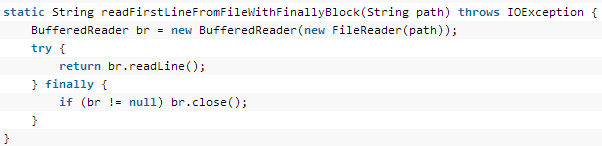 static String readFirstLineFromFileWithFinallyBlock(String path) throws IOException {
    BufferedReader br = new BufferedReader(new FileReader(path));
    try {
        return br.readLine();
    } finally {
        if (br != null) br.close();
    }
}